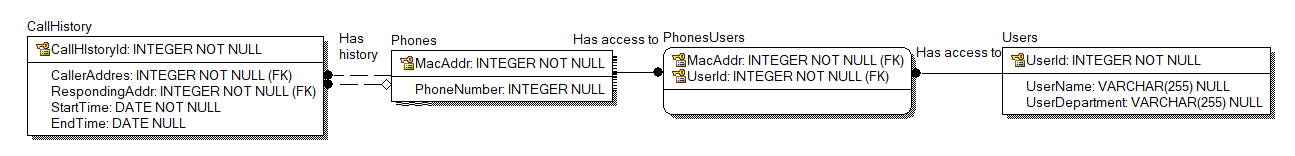 CallHistory
CallHIstoryId: INTEGER NOT NULL
CallerAddres: INTEGER NOT NULL (FK)
RespondingAddr: INTEGER NOT NULL (FK)
StartTime: DATE NOT NULL
EndTime: DATE NULL
Has
history
Phones
MacAddr: INTEGER NOT NULL
PhoneNumber: INTEGER NULL
Has access to
PhonesUsers
MacAddr: INTEGER NOT NULL (FK)
UserId: INTEGER NOT NULL (FK)
Has access to
Users
UserId: INTEGER NOT NULL
UserName: VARCHAR(255) NULL
UserDepartment: VARCHAR(255) NULL